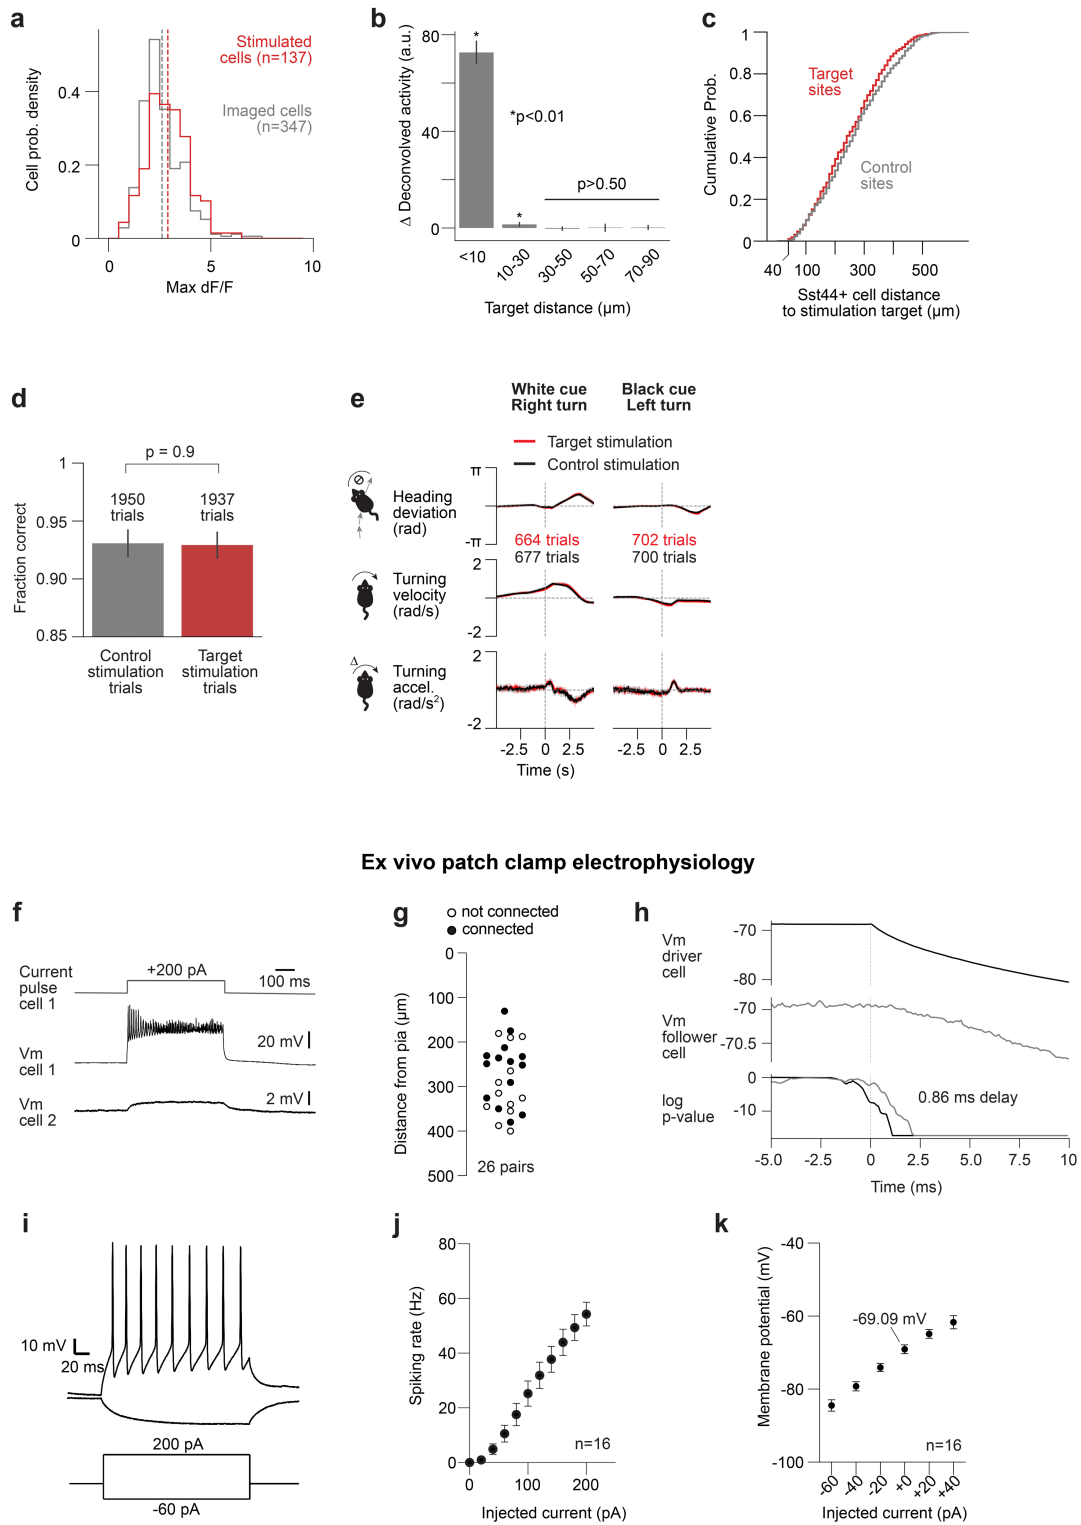 a
Stimulated
cells (n=137)
Imaged cells
(n=347)
Cell prob. density
0.4
0.2
0
0
5
10
Max dF/F
b
Δ Deconvolved activity (a.u.)
80
40
0
*
*
*p<0.01
p>0.50
<10
10-30
30-50
50-70
70-90
Target distance (µm)
c
Cumulative Prob.
1
0.8
0.6
0.4
0.2
0
Target
sites
Control
sites
40
100
300
500
Sst44+ cell distance
to stimulation target (µm)
d
Fraction correct
1
0.95
0.90
0.85
p = 0.9
1950
trials
1937
trials
Control
stimulation
trials
Target
stimulation
trials
e
White cue
Right turn
Black cue
Left turn
Target stimulation
Control stimulation
Heading
deviation
(rad)
π
-π
664 trials
677 trials
702 trials
700 trials
Turning
velocity
(rad/s)
2
-2
Δ
Turning
accel.
(rad/s²)
2
-2
-2.5
0
2.5
-2.5
0
2.5
Time (s)
Ex vivo patch clamp electrophysiology
f
Current
pulse
cell 1
+200 pA
100 ms
Vm
cell 1
20 mV
Vm
cell 2
2 mV
g
not connected
connected
Distance from pia (µm)
0
100
200
300
400
500
26 pairs
h
Vm
driver
cell
-70
-80
Vm
follower
cell
-70
-70.5
log
p-value
0
-10
0.86 ms delay
-5.0
-2.5
0
2.5
5.0
7.5
10
Time (ms)
i
10 mV
20 ms
200 pA
-60 pA
j
Spiking rate (Hz)
80
60
40
20
0
n=16
0
100
200
Injected current (pA)
k
Membrane potential (mV)
-40
-60
-80
-100
-69.09 mV
n=16
-60
-40
-20
+0
+20
+40
Injected current (pA)